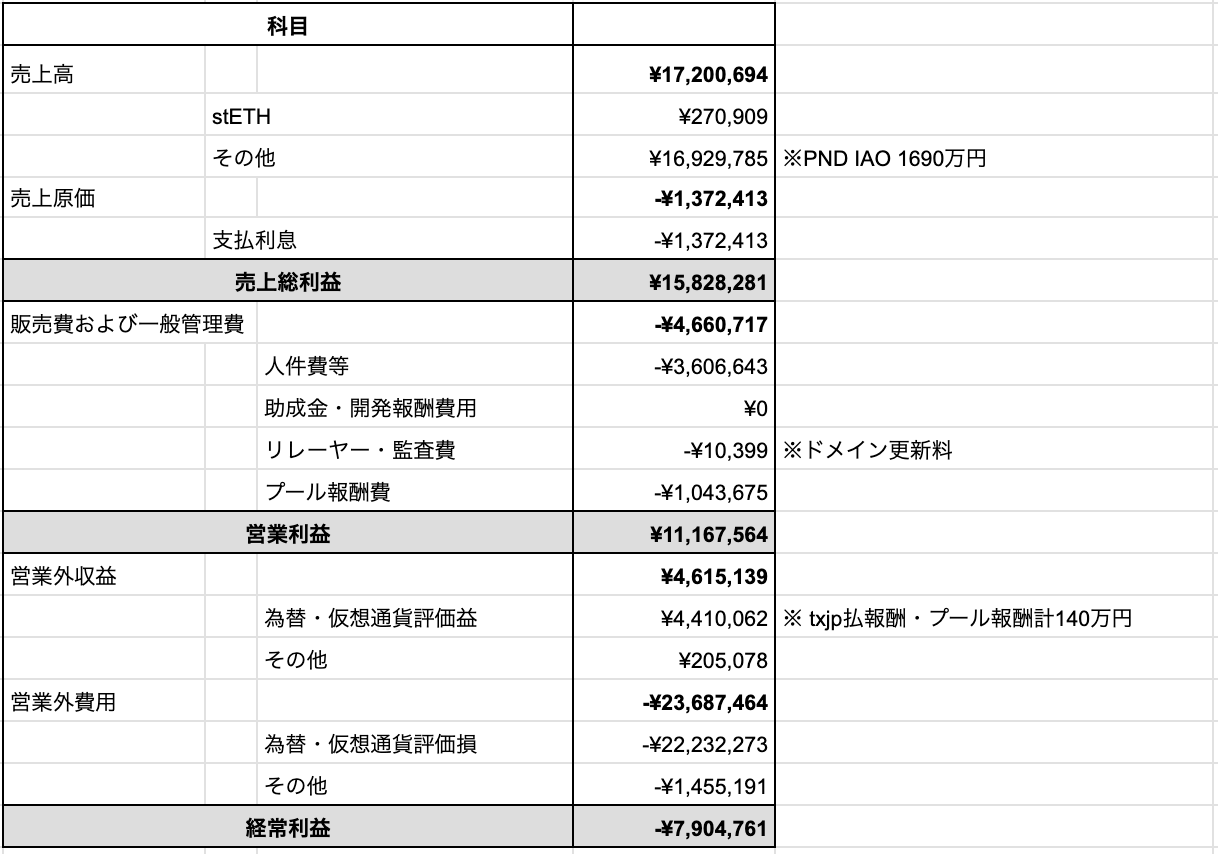 科目
売上高 ¥17,200,694
stETH ¥270,909
その他 ¥16,929,785 ※PND IAO 1690万円
売上原価 -¥1,372,413
支払利息 -¥1,372,413
売上総利益 ¥15,828,281
販売費および一般管理費 -¥4,660,717
人件費等 -¥3,606,643
助成金・開発報酬費用 ¥0
リレーヤー・監査費 -¥10,399 ※ドメイン更新料
プール報酬費 -¥1,043,675
営業利益 ¥11,167,564
営業外収益 ¥4,615,139
為替・仮想通貨評価益 ¥4,410,062 ※ txjp払報酬・プール報酬計140万円
その他 ¥205,078
営業外費用 -¥23,687,464
為替・仮想通貨評価損 -¥22,232,273
その他 -¥1,455,191
経常利益 -¥7,904,761